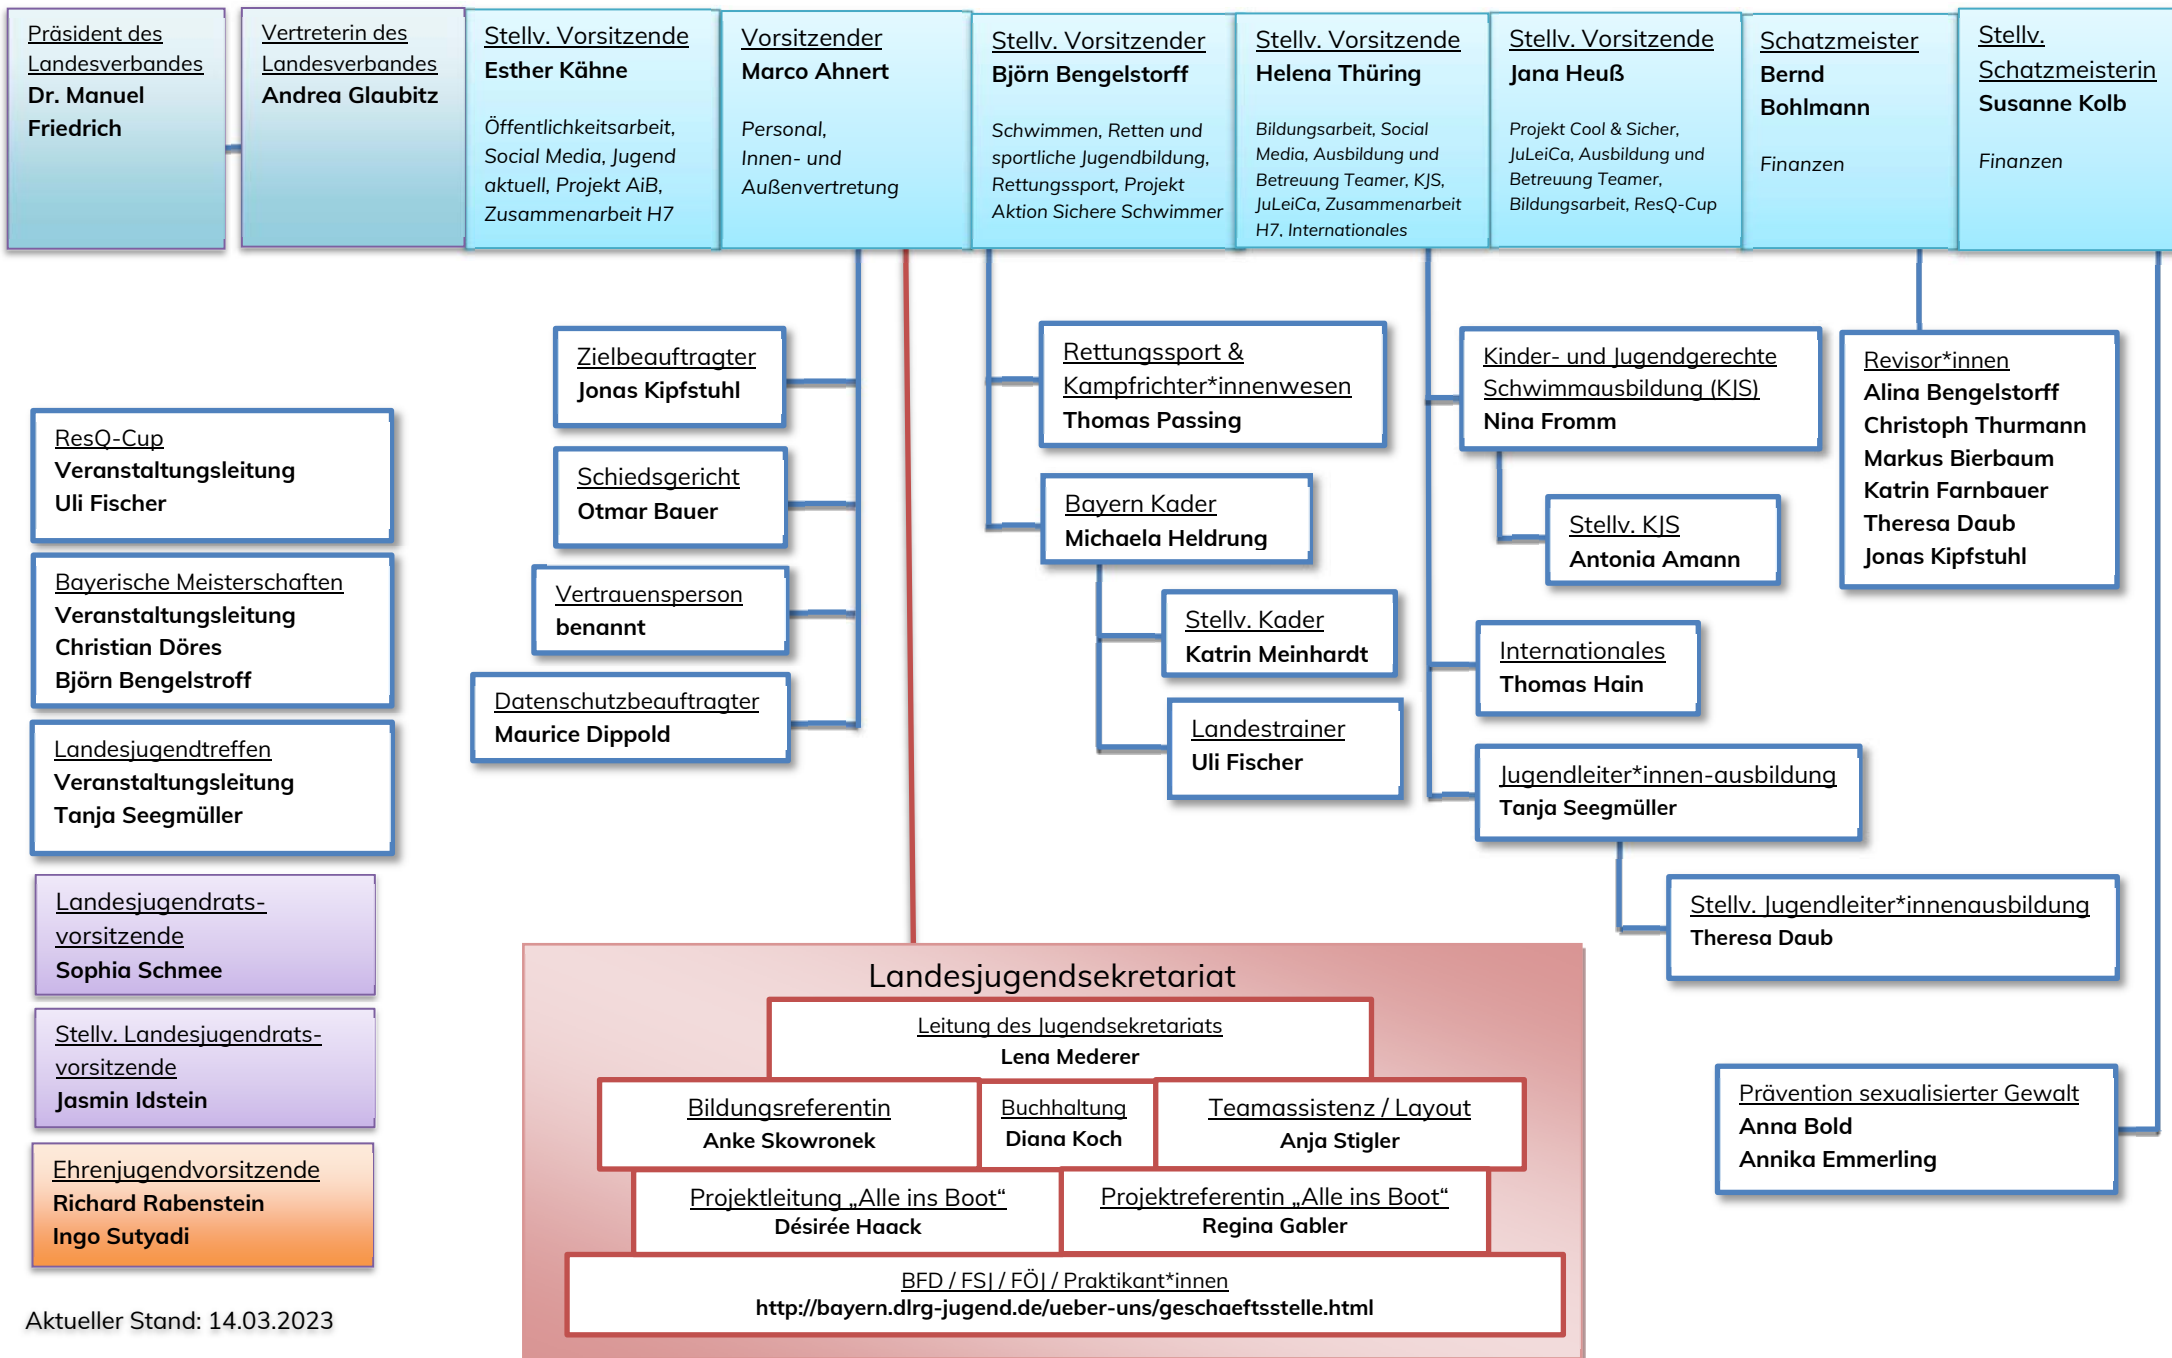 Präsident des
Landesverbandes
Dr. Manuel
Friedrich
Vertreterin des
Landesverbandes
Andrea Glaubitz
Stellv. Vorsitzende
Esther Kähne
Öffentlichkeitsarbeit,
Social Media, Jugend
aktuell, Projekt AiB,
Zusammenarbeit H7
Vorsitzender
Marco Ahnert
Personal,
Innen- und
Außenvertretung
Stellv. Vorsitzender
Björn Bengelstorff
Schwimmen, Retten und
sportliche Jugendbildung,
Rettungssport, Projekt
Aktion Sichere Schwimmer
Stellv. Vorsitzende
Helena Thüring
Bildungsarbeit, Social
Media, Ausbildung und
Betreuung Teamer, KJS,
JuLeiCa, Zusammenarbeit
H7, Internationales
Stellv. Vorsitzende
Jana Heuß
Projekt Cool & Sicher,
JuLeiCa, Ausbildung und
Betreuung Teamer,
Bildungsarbeit, ResQ-Cup
Schatzmeister
Bernd
Bohlmann
Finanzen
Stellv.
Schatzmeisterin
Susanne Kolb
Finanzen
ResQ-Cup
Veranstaltungsleitung
Uli Fischer
Bayerische Meisterschaften
Veranstaltungsleitung
Christian Döres
Björn Bengelstroff
Landesjugendtreffen
Veranstaltungsleitung
Tanja Seegmüller
Landesjugendrats-
vorsitzende
Sophia Schmee
Stellv. Landesjugendrats-
vorsitzende
Jasmin Idstein
Ehrenjugendvorsitzende
Richard Rabenstein
Ingo Sutyadi
Aktueller Stand: 14.03.2023
Zielbeauftragter
Jonas Kipfstuhl
Schiedsgericht
Otmar Bauer
Vertrauensperson
benannt
Datenschutzbeauftragter
Maurice Dippold
Rettungssport &
Kampfrichter*innenwesen
Thomas Passing
Bayern Kader
Michaela Heldrung
Stellv. Kader
Katrin Meinhardt
Landestrainer
Uli Fischer
Kinder- und Jugendgerechte
Schwimmausbildung (KJS)
Nina Fromm
Stellv. KJS
Antonia Amann
Internationales
Thomas Hain
Jugendleiter*innen-ausbildung
Tanja Seegmüller
Stellv. Jugendleiter*innenausbildung
Theresa Daub
Revisor*innen
Alina Bengelstorff
Christoph Thurmann
Markus Bierbaum
Katrin Farnbauer
Theresa Daub
Jonas Kipfstuhl
Prävention sexualisierter Gewalt
Anna Bold
Annika Emmerling
Landesjugendsekretariat
Leitung des Jugendsekretariats
Lena Mederer
Bildungsreferentin
Anke Skowronek
Buchhaltung
Diana Koch
Teamassistenz / Layout
Anja Stigler
Projektleitung „Alle ins Boot“
Désirée Haack
Projektreferentin „Alle ins Boot“
Regina Gabler
BFD / FSJ / FÖJ / Praktikant*innen
http://bayern.dlrg-jugend.de/ueber-uns/geschaeftsstelle.html